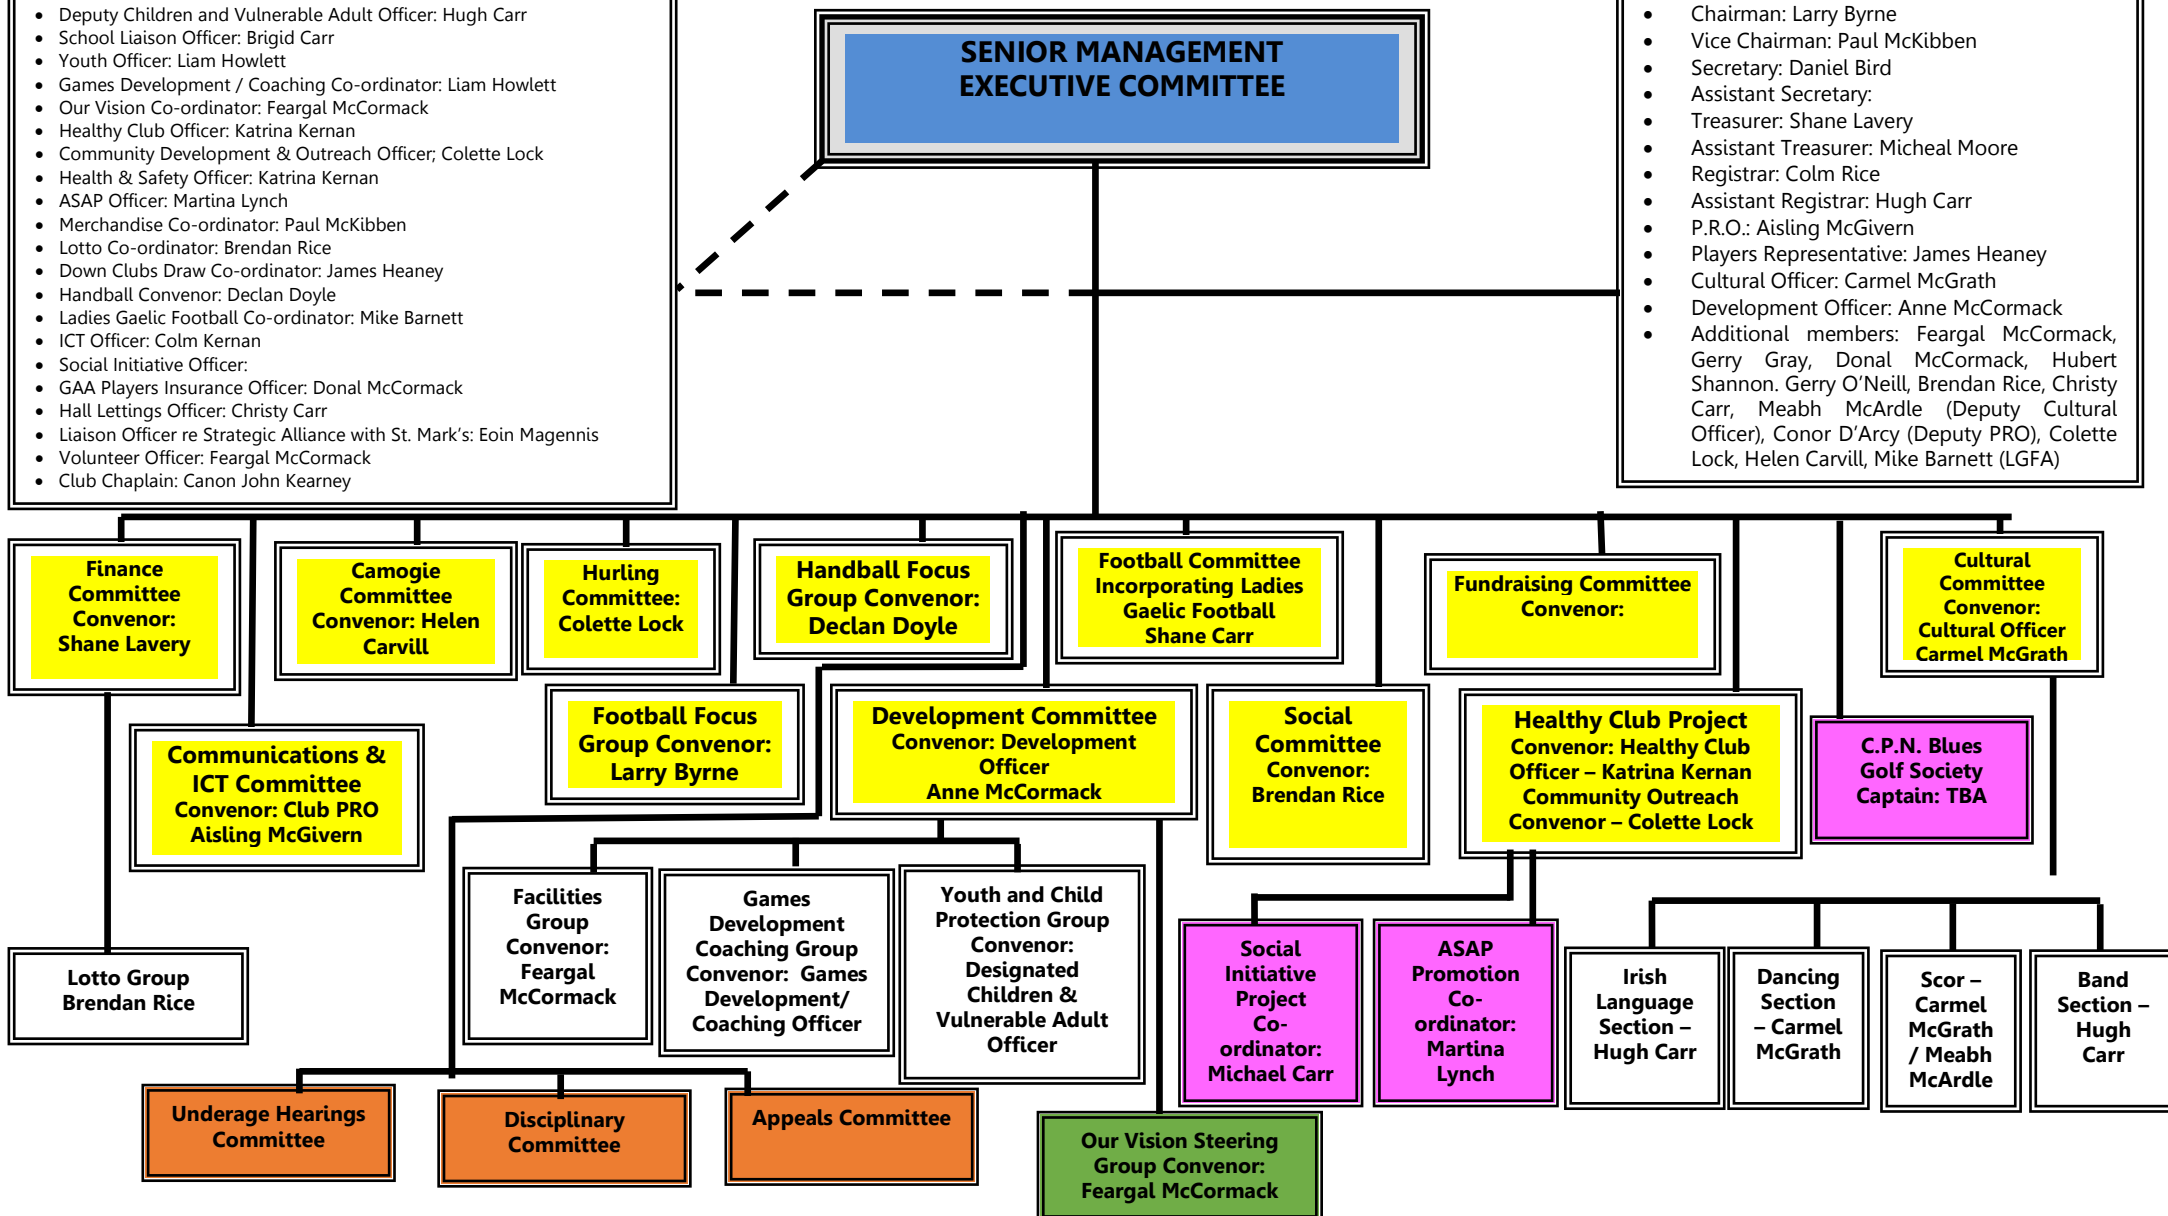 • Deputy Children and Vulnerable Adult Officer: Hugh Carr
• School Liaison Officer: Brigid Carr
• Youth Officer: Liam Howlett
• Games Development / Coaching Co-ordinator: Liam Howlett
• Our Vision Co-ordinator: Feargal McCormack
• Healthy Club Officer: Katrina Kernan
• Community Development & Outreach Officer; Colette Lock
• Health & Safety Officer: Katrina Kernan
• ASAP Officer: Martina Lynch
• Merchandise Co-ordinator: Paul McKibben
• Lotto Co-ordinator: Brendan Rice
• Down Clubs Draw Co-ordinator: James Heaney
• Handball Convenor: Declan Doyle
• Ladies Gaelic Football Co-ordinator: Mike Barnett
• ICT Officer: Colm Kernan
• Social Initiative Officer:
• GAA Players Insurance Officer: Donal McCormack
• Hall Lettings Officer: Christy Carr
• Liaison Officer re Strategic Alliance with St. Mark's: Eoin Magennis
• Volunteer Officer: Feargal McCormack
• Club Chaplain: Canon John Kearney
SENIOR MANAGEMENT
EXECUTIVE COMMITTEE
• Chairman: Larry Byrne
• Vice Chairman: Paul McKibben
• Secretary: Daniel Bird
• Assistant Secretary:
• Treasurer: Shane Lavery
• Assistant Treasurer: Micheal Moore
• Registrar: Colm Rice
• Assistant Registrar: Hugh Carr
• P.R.O.: Aisling McGivern
• Players Representative: James Heaney
• Cultural Officer: Carmel McGrath
• Development Officer: Anne McCormack
• Additional members: Feargal McCormack,
Gerry Gray, Donal McCormack, Hubert
Shannon. Gerry O'Neill, Brendan Rice, Christy
Carr, Meabh McArdle (Deputy Cultural
Officer), Conor D'Arcy (Deputy PRO), Colette
Lock, Helen Carvill, Mike Barnett (LGFA)
Finance
Committee
Convenor:
Shane Lavery
Camogie
Committee
Convenor: Helen
Carvill
Hurling
Committee:
Colette Lock
Handball Focus
Group Convenor:
Declan Doyle
Football Committee
Incorporating Ladies
Gaelic Football
Shane Carr
Fundraising Committee
Convenor:
Cultural
Committee
Convenor:
Cultural Officer
Carmel McGrath
Communications &
ICT Committee
Convenor: Club PRO
Aisling McGivern
Football Focus
Group Convenor:
Larry Byrne
Development Committee
Convenor: Development
Officer
Anne McCormack
Social
Committee
Convenor:
Brendan Rice
Healthy Club Project
Convenor: Healthy Club
Officer – Katrina Kernan
Community Outreach
Convenor – Colette Lock
C.P.N. Blues
Golf Society
Captain: TBA
Lotto Group
Brendan Rice
Facilities
Group
Convenor:
Feargal
McCormack
Games
Development
Coaching Group
Convenor: Games
Development/
Coaching Officer
Youth and Child
Protection Group
Convenor:
Designated
Children &
Vulnerable Adult
Officer
Social
Initiative
Project
Co-
ordinator:
Michael Carr
ASAP
Promotion
Co-
ordinator:
Martina
Lynch
Irish
Language
Section –
Hugh Carr
Dancing
Section
– Carmel
McGrath
Scor –
Carmel
McGrath
/ Meabh
McArdle
Band
Section –
Hugh
Carr
Underage Hearings
Committee
Disciplinary
Committee
Appeals Committee
Our Vision Steering
Group Convenor:
Feargal McCormack